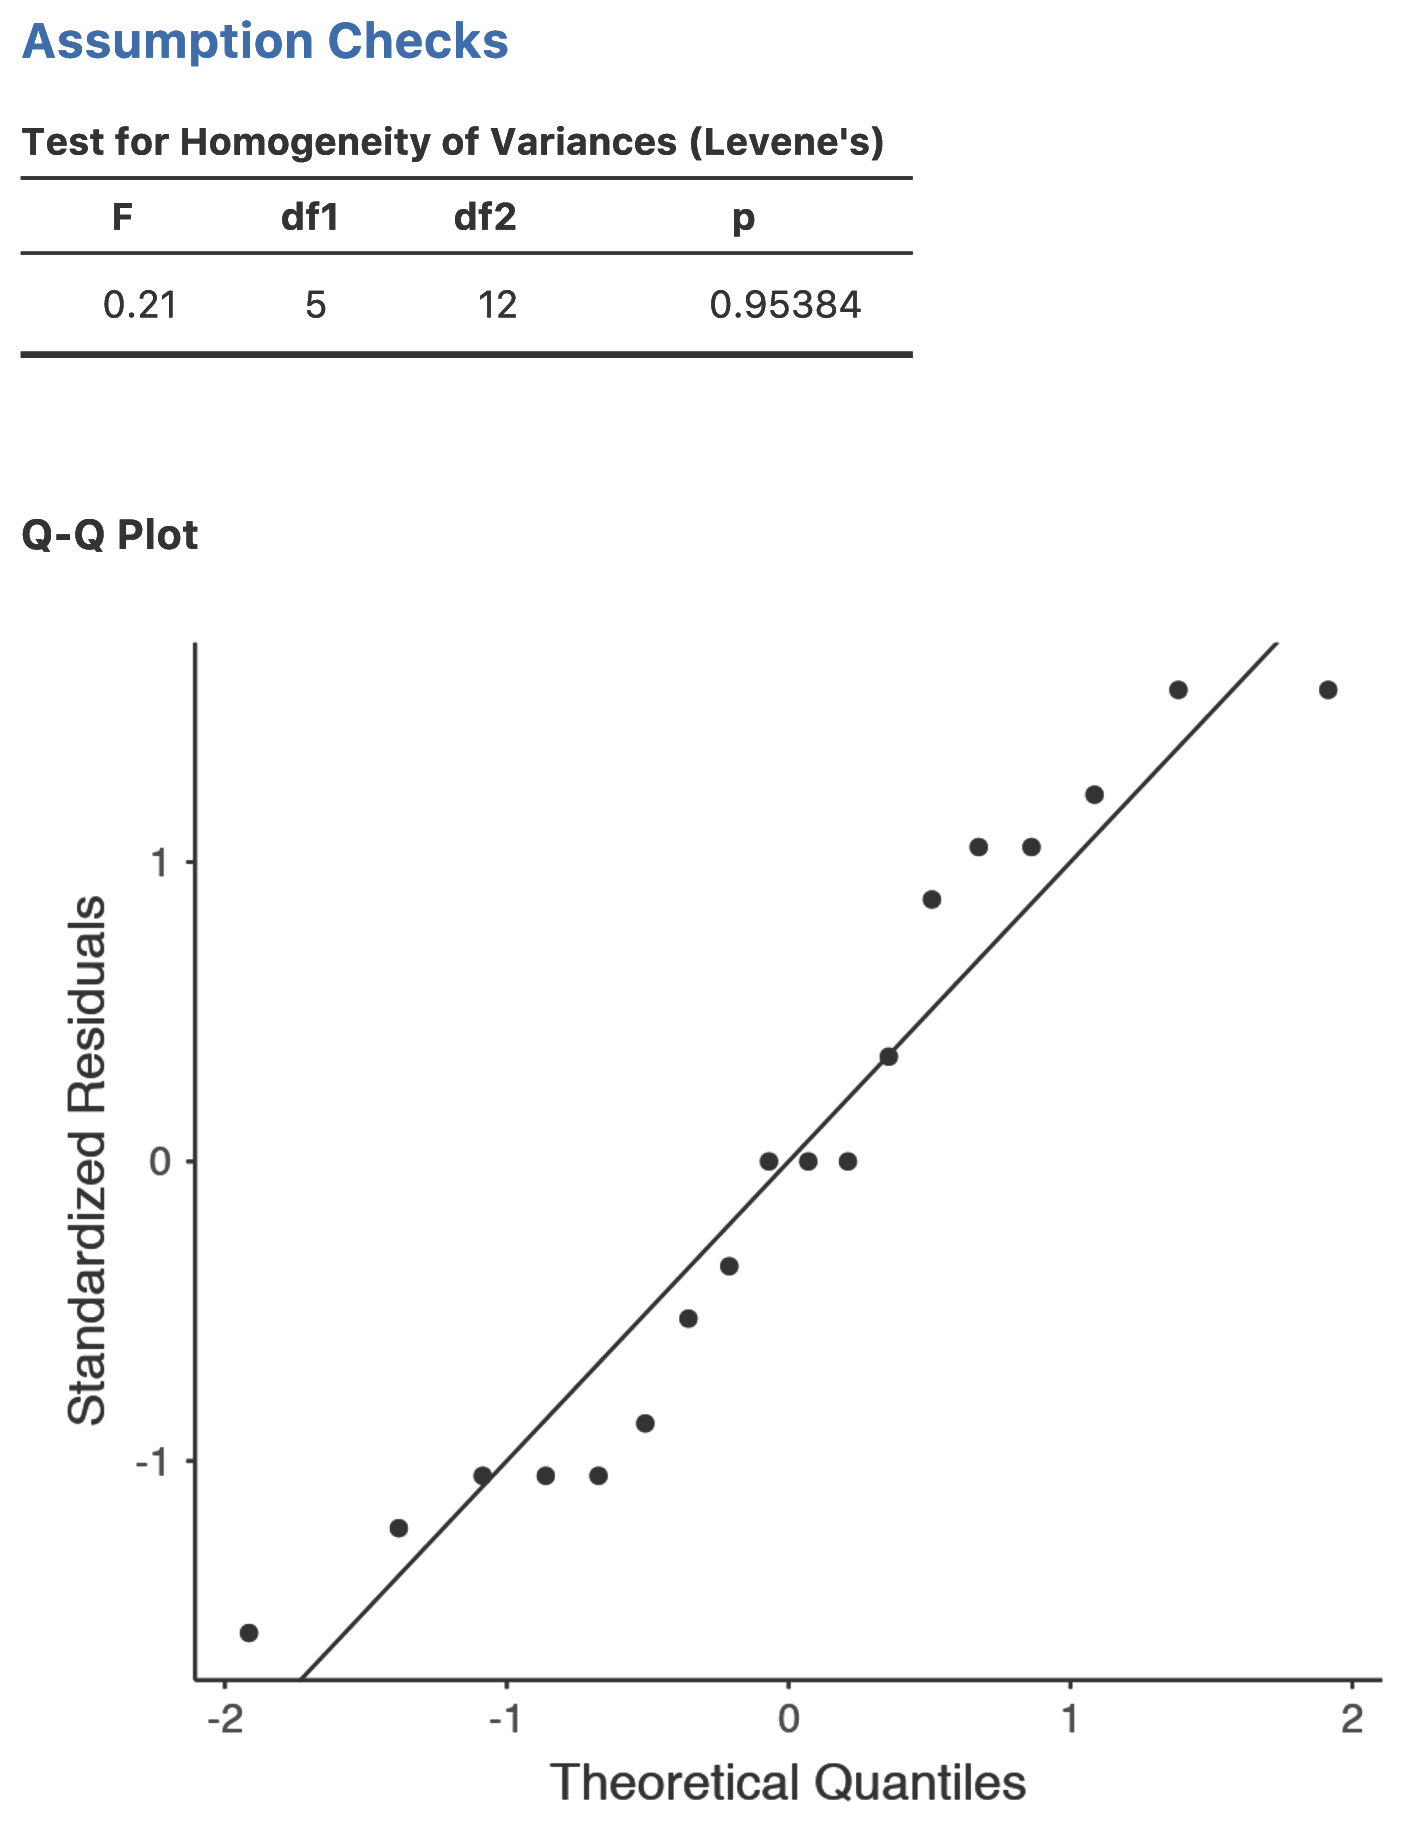 Assumption Checks
Test for Homogeneity of Variances (Levene's)
F df1 df2 p
0.21 5 12 0.95384
Q-Q Plot
Standardized Residuals
1
0
-1
-2 -1 0 1 2
Theoretical Quantiles